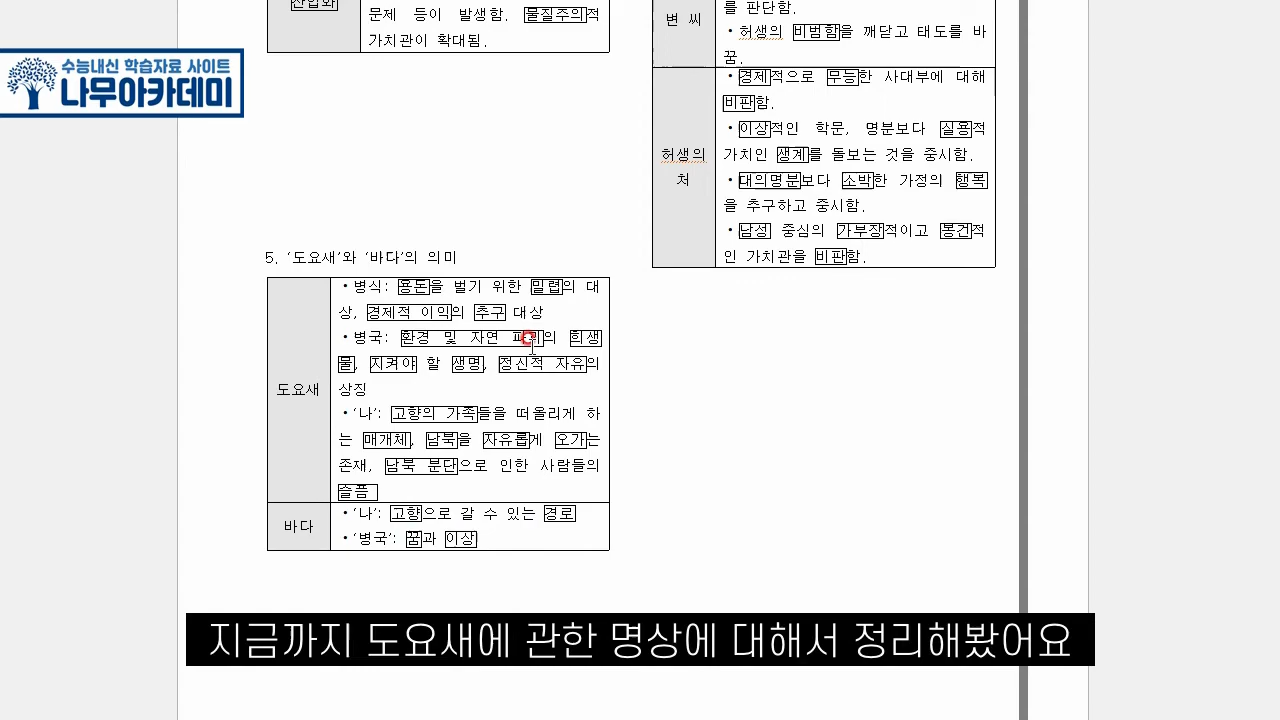 산업화
문제 등이 발생함. 물질주의적
가치관이 확대됨.
수능내신 학습자료 사이트
나무아카데미
5. ‘도요새’와 ‘바다’의 의미
도요새
•병식: 용돈을 벌기 위한 밀렵의 대
상, 경제적 이익의 추구 대상
•병국: 환경 및 자연 의 희생
물, 지켜야 할 생명, 정신적 자유의
상징
•‘나’: 고향의 가족들을 떠올리게 하
는 매개체, 남북을 자유롭게 오가는
존재, 남북 분단으로 인한 사람들의
슬픔
바다
•‘나’: 고향으로 갈 수 있는 경로
•‘병국’: 꿈과 이상
변 씨
를 판단함.
•허생의 비범함을 깨닫고 태도를 바
꿈.
허생의
처
•경제적으로 무능한 사대부에 대해
비판함.
•이상적인 학문, 명분보다 실용적
가치인 생계를 돌보는 것을 중시함.
•대의명분보다 소박한 가정의 행복
을 추구하고 중시함.
•남성 중심의 가부장적이고 봉건적
인 가치관을 비판함.
지금까지 도요새에 관한 명상에 대해서 정리해봤어요